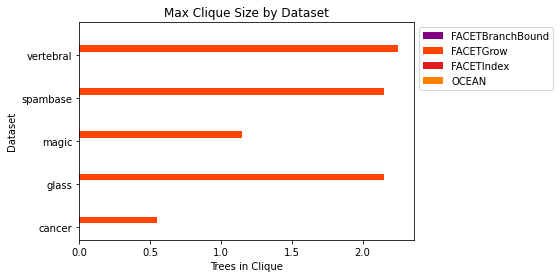 Max Clique Size by Dataset
FACETBranchBound
FACETGrow
FACETIndex
OCEAN
Dataset
vertebral
spambase
magic
glass
cancer
0.0 0.5 1.0 1.5 2.0
Trees in Clique